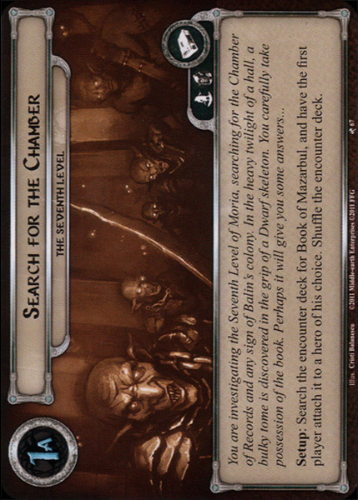 1A
SEARCH FOR THE CHAMBER
THE SEVENTH LEVEL
You are investigating the Seventh Level of Moria, searching for the Chamber
of Records and any sign of Balin's colony. In the heavy twilight of a hall, a
bulky tome is discovered in the grip of a Dwarf skeleton. You carefully take
possession of the book. Perhaps it will give you some answers...
Setup: Search the encounter deck for Book of Mazarbul, and have the first
player attach it to a hero of his choice. Shuffle the encounter deck.
Illus. Cristi Balanescu ©2011 Middle-earth Enterprises ©2011 FFG 67